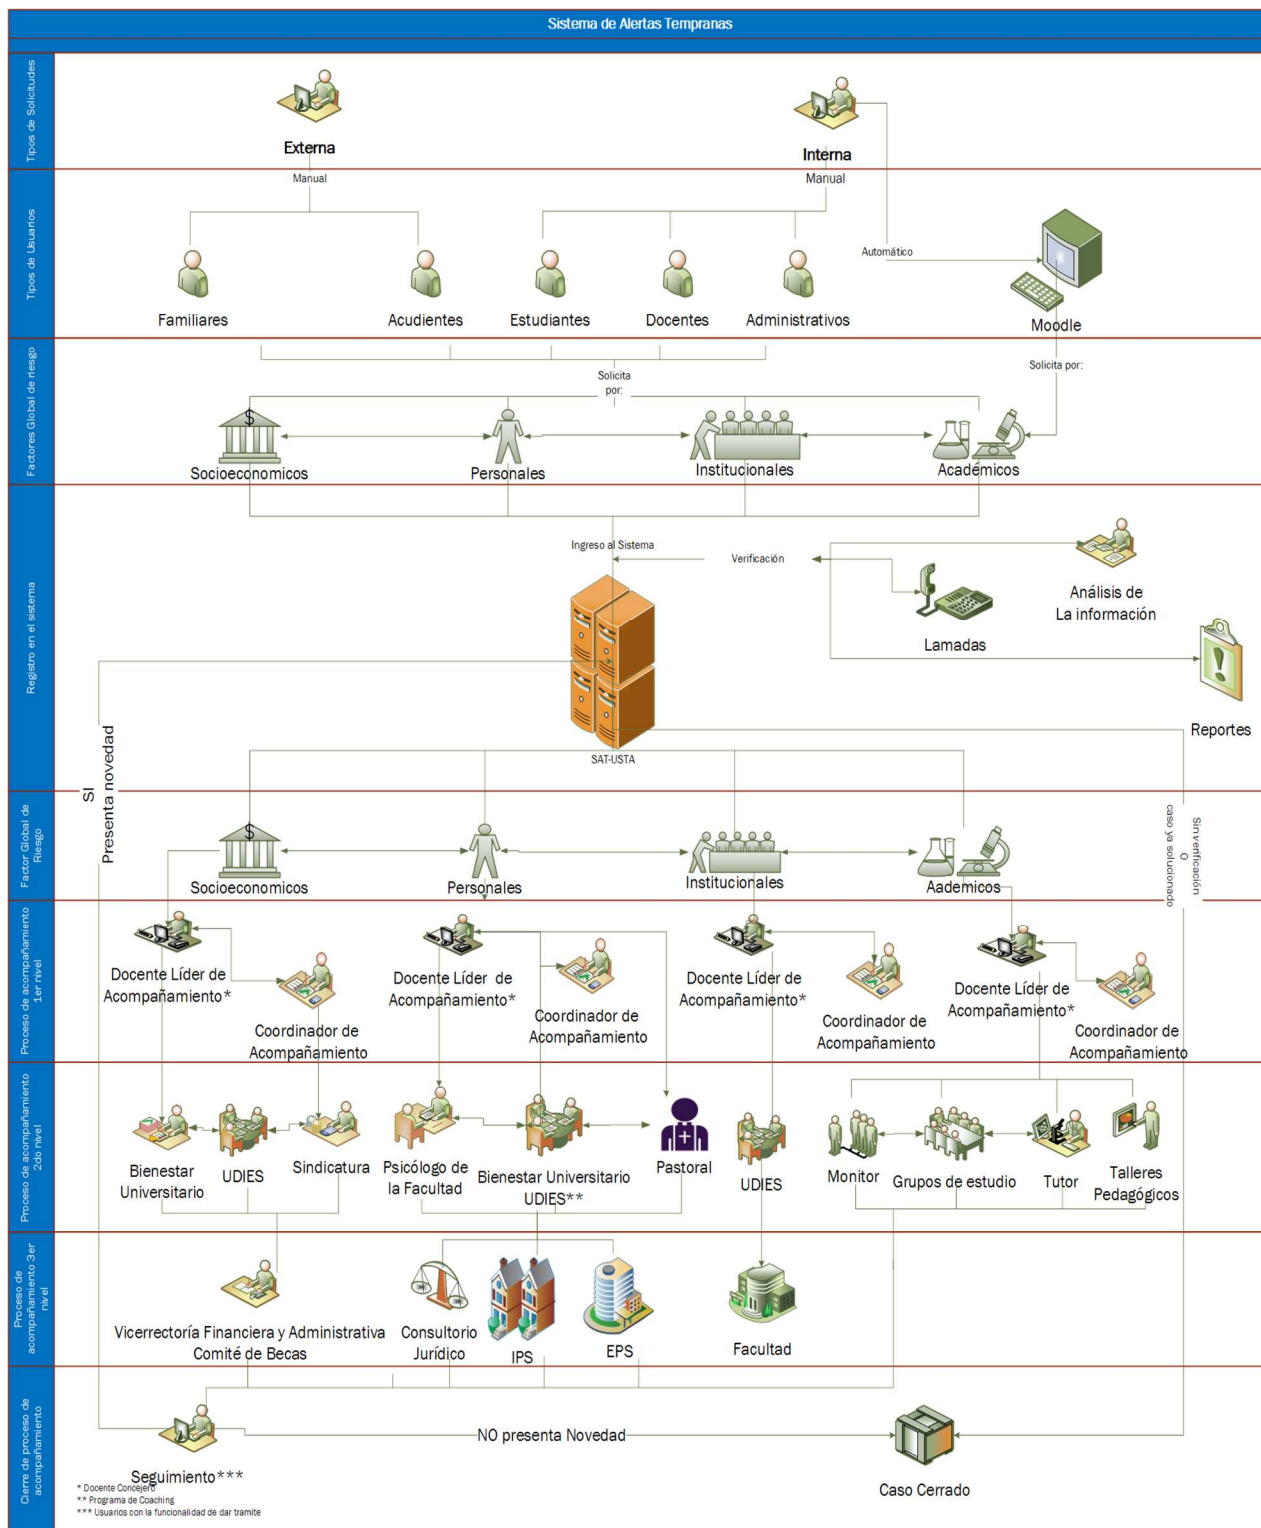 Sistema de Alertas Tempranas
Tipos de Solicitudes
Externa
Interna
Tipos de Usuarios
Manual
Manual
Automático
Familiares
Acudientes
Estudiantes
Docentes
Administrativos
Moodle
Factores Global de riesgo
Solicita
por:
Solicita por:
$
Socioeconomicos
Personales
Institucionales
Académicos
Registro en el sistema
Ingreso al Sistema
Verificación
Análisis de
La información
Lamadas
Reportes
SAT-USTA
SI
Presenta novedad
Sin verificación
O
caso ya solucionado
Factor Global de
Riesgo
$
Socioeconomicos
Personales
Institucionales
Aademicos
Proceso de acompañamiento
1er nivel
Docente Líder de
Acompañamiento*
Coordinador de
Acompañamiento
Docente Líder de
Acompañamiento*
Coordinador de
Acompañamiento
Docente Líder de
Acompañamiento*
Coordinador de
Acompañamiento
Docente Líder de
Acompañamiento*
Coordinador de
Acompañamiento
Proceso de acompañamiento
2do nivel
Bienestar
Universitario
UDIES
Sindicatura
Psicólogo de
la Facultad
Bienestar Universitario
UDIES**
Pastoral
UDIES
Monitor
Grupos de estudio
Tutor
Talleres
Pedagógicos
Proceso de
acompañamiento 3er
nivel
Vicerrectoría Financiera y Administrativa
Comité de Becas
Consultorio
Jurídico
IPS
EPS
Facultad
Cierre de proceso de
acompañamiento
Seguimiento***
NO presenta Novedad
Caso Cerrado
* Docente Concejero
** Programa de Coaching
*** Usuarios con la funcionalidad de dar tramite